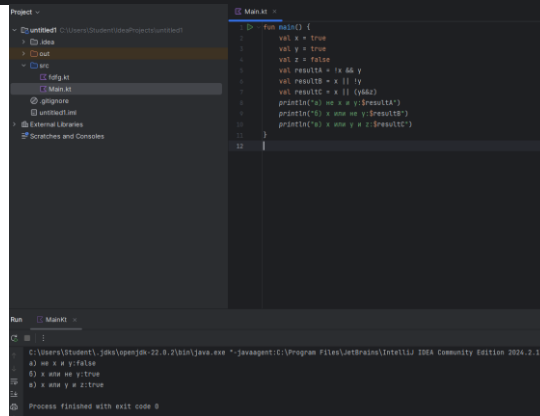 Project
Main.kt
untitled1 C:\Users\Student\IdeaProjects\untitled1
.idea
out
src
fdfg.kt
Main.kt
.gitignore
untitled1.iml
External Libraries
Scratches and Consoles
1 fun main() {
2 val x = true
3 val y = true
4 val z = false
5 val resultA = !x && y
6 val resultB = x || !y
7 val resultC = x || (y&&z)
8 println("а) не x и y:$resultA")
9 println("б) x или не y:$resultB")
10 println("в) x или y и z:$resultC")
11 }
12
Run MainKt
C:\Users\Student\.jdks\openjdk-22.0.2\bin\java.exe "-javaagent:C:\Program Files\JetBrains\IntelliJ IDEA Community Edition 2024.2.1
а) не x и y:false
б) x или не y:true
в) x или y и z:true
Process finished with exit code 0